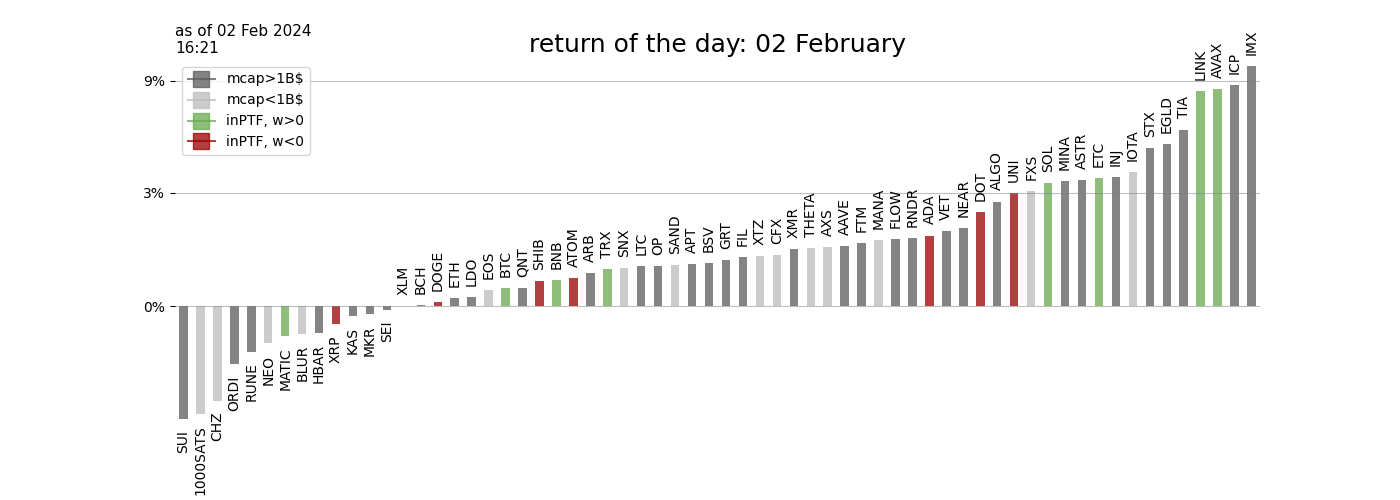 as of 02 Feb 2024
16:21
return of the day: 02 February
mcap>1B$
mcap<1B$
inPTF, w>0
inPTF, w<0
9%
3%
0%
SUI
1000SATS
CHZ
ORDI
RUNE
NEO
MATIC
BLUR
HBAR
XRP
KAS
MKR
SEI
XLM
BCH
DOGE
ETH
LDO
EOS
BTC
QNT
SHIB
BNB
ATOM
ARB
TRX
SNX
LTC
OP
SAND
APT
BSV
GRT
FIL
XTZ
CFX
XMR
THETA
AXS
AAVE
FTM
MANA
FLOW
RNDR
ADA
VET
NEAR
DOT
ALGO
UNI
FXS
SOL
MINA
ASTR
ETC
INJ
IOTA
STX
EGLD
TIA
LINK
AVAX
ICP
IMX